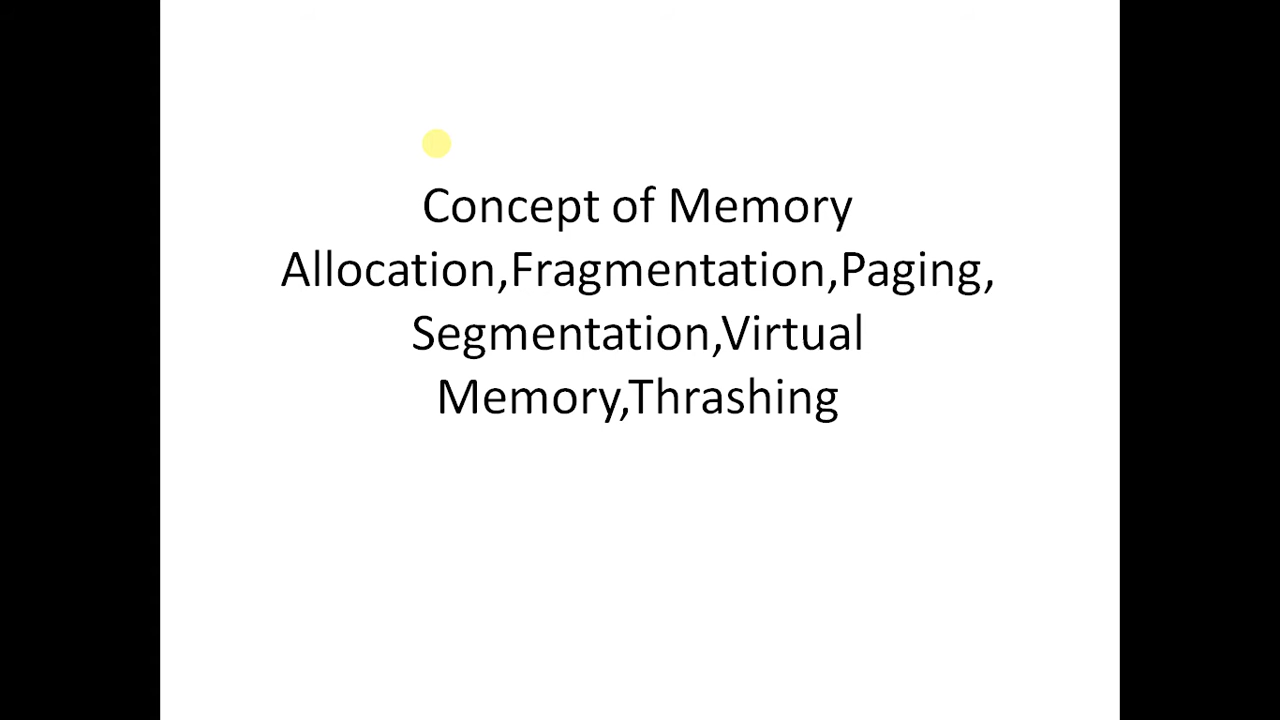 Concept of Memory
Allocation,Fragmentation,Paging,
Segmentation,Virtual
Memory,Thrashing